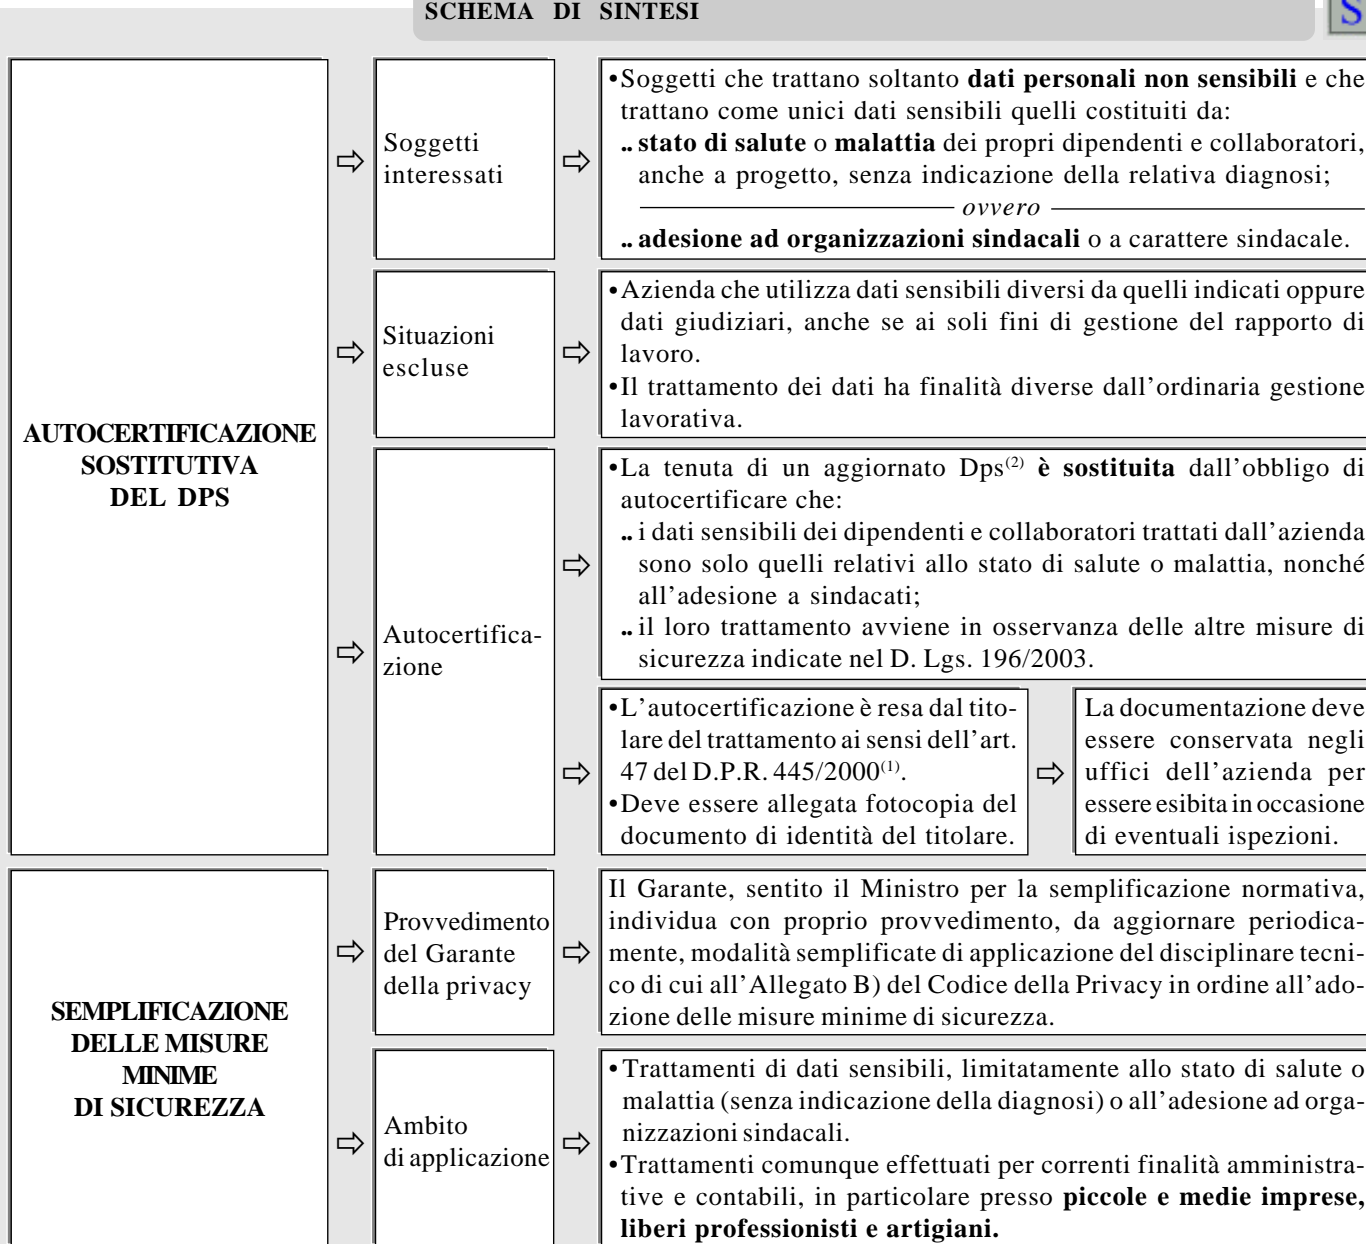 SCHEMA DI SINTESI
S
AUTOCERTIFICAZIONE
SOSTITUTIVA
DEL DPS
Soggetti
interessati
•Soggetti che trattano soltanto dati personali non sensibili e che
trattano come unici dati sensibili quelli costituiti da:
.. stato di salute o malattia dei propri dipendenti e collaboratori,
anche a progetto, senza indicazione della relativa diagnosi;
ovvero
.. adesione ad organizzazioni sindacali o a carattere sindacale.
Situazioni
escluse
•Azienda che utilizza dati sensibili diversi da quelli indicati oppure
dati giudiziari, anche se ai soli fini di gestione del rapporto di
lavoro.
•Il trattamento dei dati ha finalità diverse dall'ordinaria gestione
lavorativa.
Autocertifica-
zione
•La tenuta di un aggiornato Dps(2) è sostituita dall'obbligo di
autocertificare che:
.. i dati sensibili dei dipendenti e collaboratori trattati dall'azienda
sono solo quelli relativi allo stato di salute o malattia, nonché
all'adesione a sindacati;
.. il loro trattamento avviene in osservanza delle altre misure di
sicurezza indicate nel D. Lgs. 196/2003.
•L'autocertificazione è resa dal tito-
lare del trattamento ai sensi dell'art.
47 del D.P.R. 445/2000(1).
•Deve essere allegata fotocopia del
documento di identità del titolare.
La documentazione deve
essere conservata negli
uffici dell'azienda per
essere esibita in occasione
di eventuali ispezioni.
SEMPLIFICAZIONE
DELLE MISURE
MINIME
DI SICUREZZA
Provvedimento
del Garante
della privacy
Il Garante, sentito il Ministro per la semplificazione normativa,
individua con proprio provvedimento, da aggiornare periodica-
mente, modalità semplificate di applicazione del disciplinare tecni-
co di cui all'Allegato B) del Codice della Privacy in ordine all'ado-
zione delle misure minime di sicurezza.
Ambito
di applicazione
•Trattamenti di dati sensibili, limitatamente allo stato di salute o
malattia (senza indicazione della diagnosi) o all'adesione ad orga-
nizzazioni sindacali.
•Trattamenti comunque effettuati per correnti finalità amministra-
tive e contabili, in particolare presso piccole e medie imprese,
liberi professionisti e artigiani.